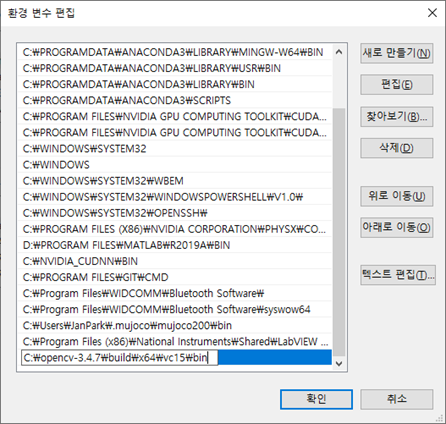 환경 변수 편집
C:₩PROGRAMDATA₩ANACONDA3₩LIBRARY₩MINGW-W64₩BIN
C:₩PROGRAMDATA₩ANACONDA3₩LIBRARY₩USR₩BIN
C:₩PROGRAMDATA₩ANACONDA3₩LIBRARY₩BIN
C:₩PROGRAMDATA₩ANACONDA3₩SCRIPTS
C:₩PROGRAM FILES₩NVIDIA GPU COMPUTING TOOLKIT₩CUDA...
C:₩PROGRAM FILES₩NVIDIA GPU COMPUTING TOOLKIT₩CUDA...
C:₩WINDOWS₩SYSTEM32
C:₩WINDOWS
C:₩WINDOWS₩SYSTEM32₩WBEM
C:₩WINDOWS₩SYSTEM32₩WINDOWSPOWERSHELL₩V1.0₩
C:₩WINDOWS₩SYSTEM32₩OPENSSH₩
C:₩PROGRAM FILES (X86)₩NVIDIA CORPORATION₩PHYSX₩CO...
D:₩PROGRAM FILES₩MATLAB₩R2019A₩BIN
C:₩NVIDIA_CUDNN₩BIN
C:₩PROGRAM FILES₩GIT₩CMD
C:₩Program Files₩WIDCOMM₩Bluetooth Software₩
C:₩Program Files₩WIDCOMM₩Bluetooth Software₩syswow64
C:₩Users₩JanPark.mujoco₩mujoco200₩bin
C:₩Program Files (x86)₩National Instruments₩Shared₩LabVIEW ...
C:₩opencv-3.4.7₩build₩x64₩vc15₩bin
새로 만들기(N)
편집(E)
찾아보기(B)...
삭제(D)
위로 이동(U)
아래로 이동(O)
텍스트 편집(T)...
확인
취소